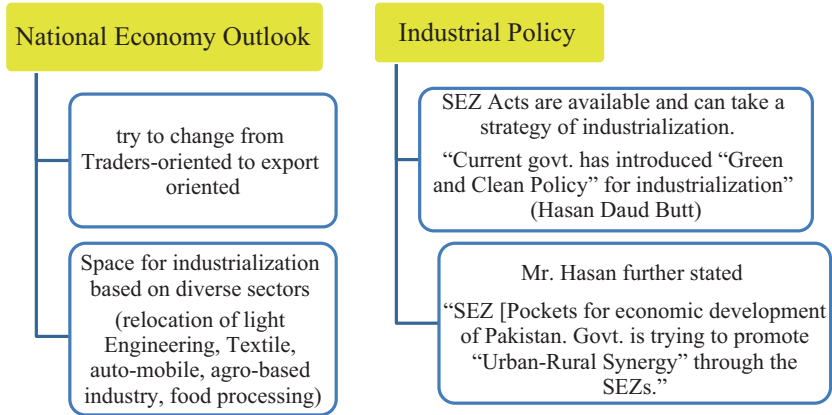 National Economy Outlook
try to change from
Traders-oriented to export
oriented
Space for industrialization
based on diverse sectors
(relocation of light
Engineering, Textile,
auto-mobile, agro-based
industry, food processing)
Industrial Policy
SEZ Acts are available and can take a
strategy of industrialization.
“Current govt. has introduced “Green
and Clean Policy” for industrialization”
(Hasan Daud Butt)
Mr. Hasan further stated
“SEZ [Pockets for economic development
of Pakistan. Govt. is trying to promote
“Urban-Rural Synergy” through the
SEZs.”